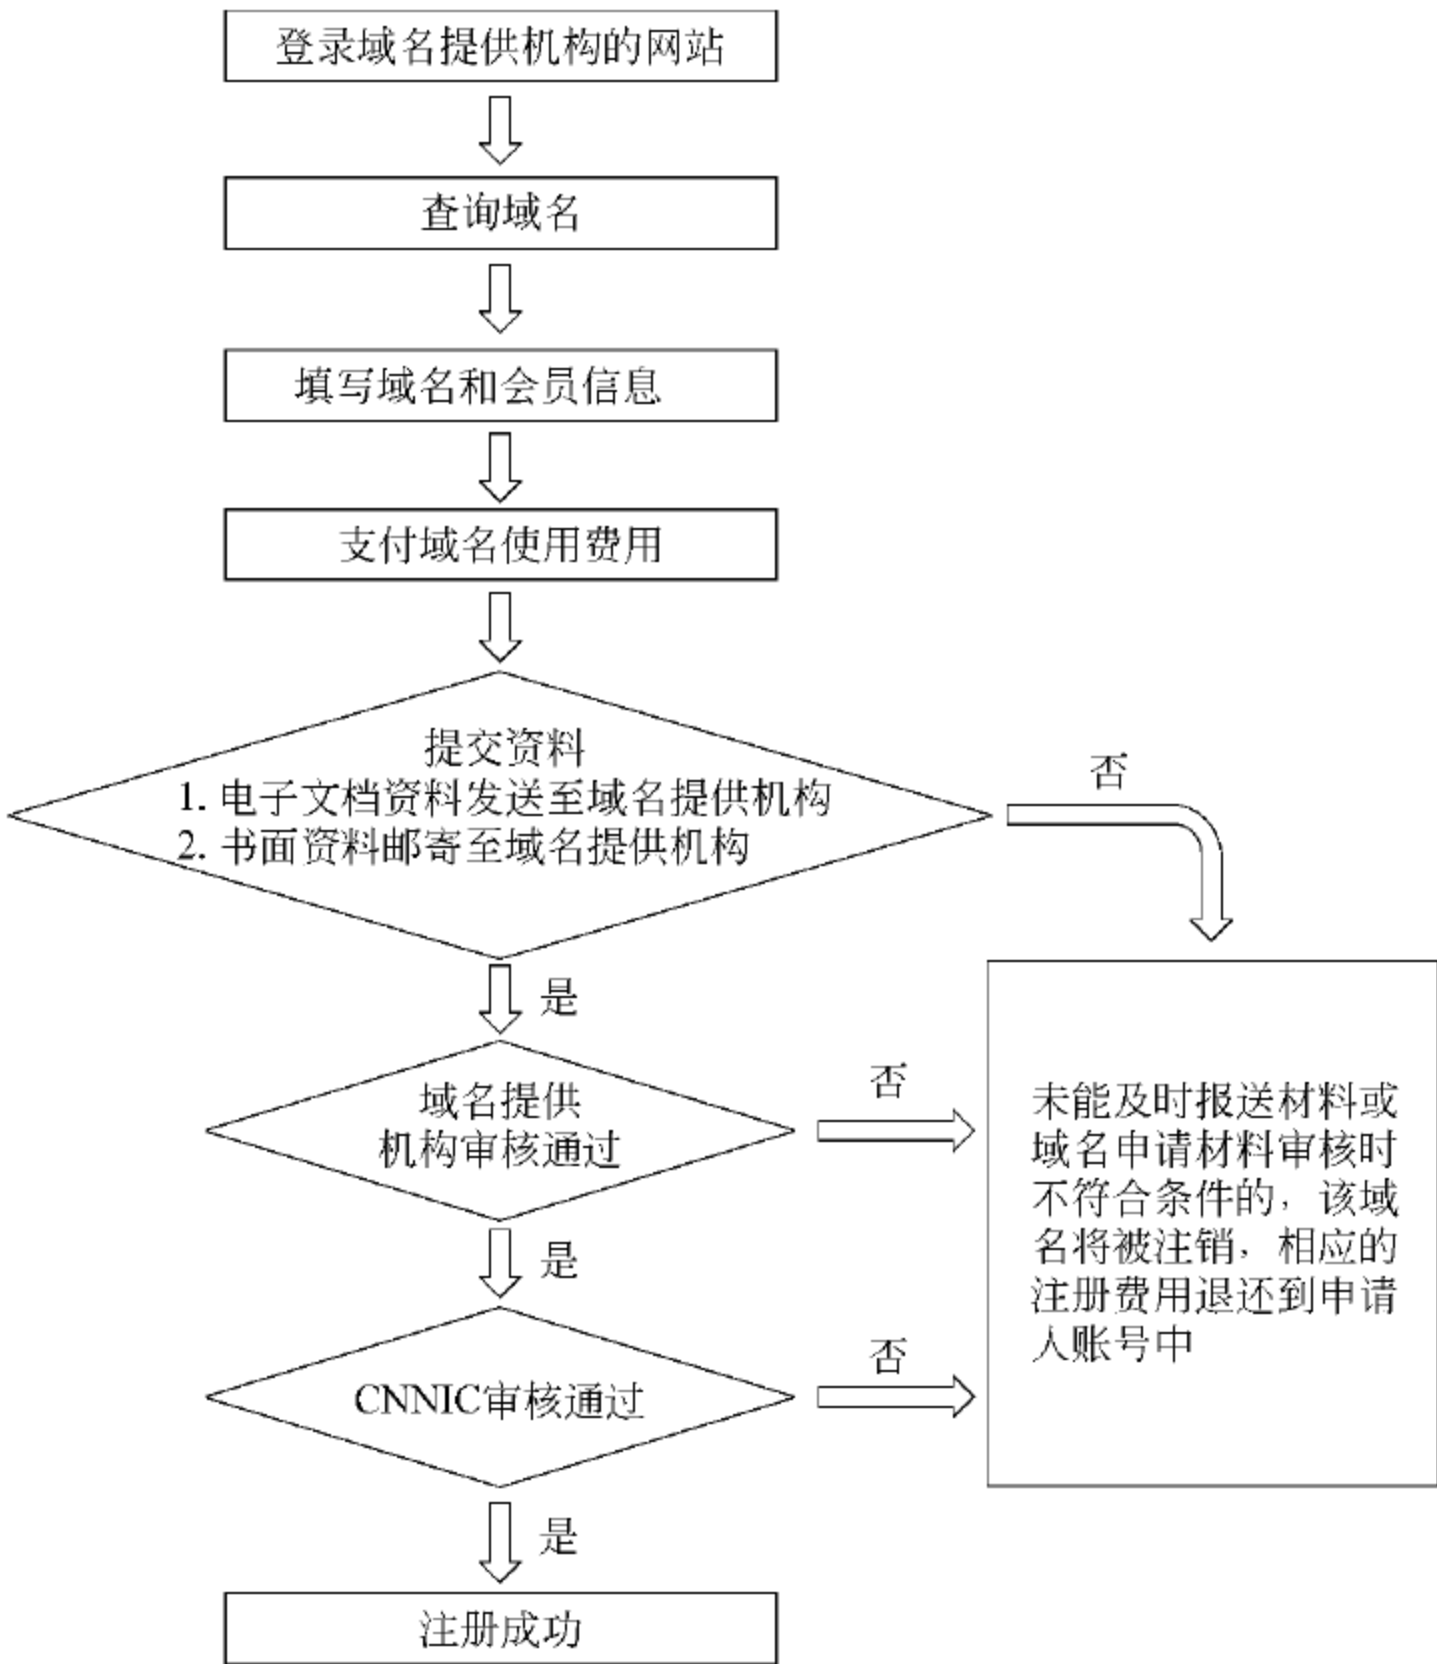 登录域名提供机构的网站
查询域名
填写域名和会员信息
支付域名使用费用
提交资料
1. 电子文档资料发送至域名提供机构
2. 书面资料邮寄至域名提供机构
否
是
域名提供
机构审核通过
否
未能及时报送材料或
域名申请材料审核时
不符合条件的，该域
名将被注销，相应的
注册费用退还到申请
人账号中
是
CNNIC审核通过
否
是
注册成功